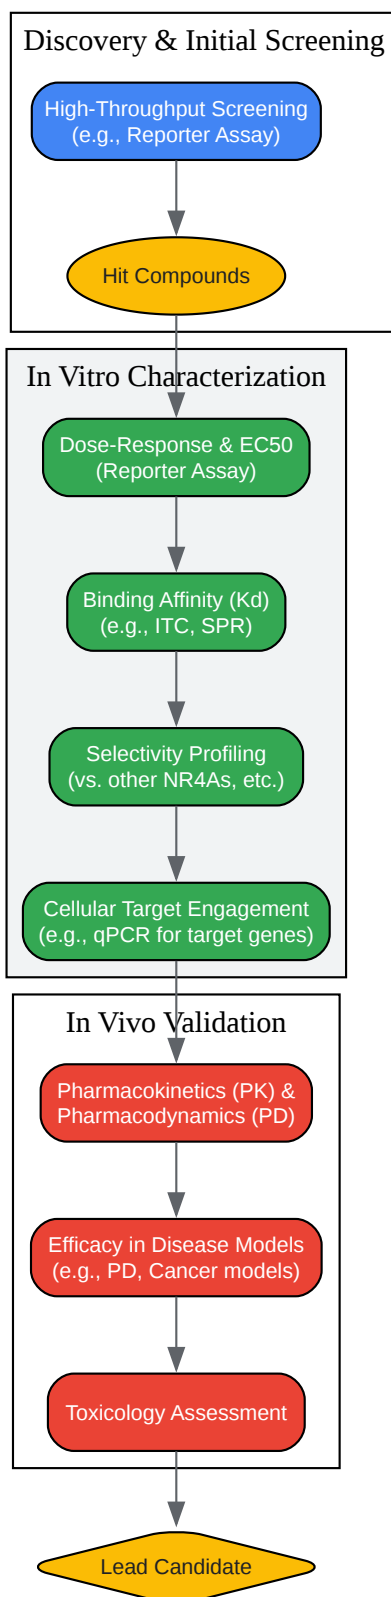 Discovery & Initial Screening
High-Throughput Screening
(e.g., Reporter Assay)
Hit Compounds
In Vitro Characterization
Dose-Response & EC50
(Reporter Assay)
Binding Affinity (Kd)
(e.g., ITC, SPR)
Selectivity Profiling
(vs. other NR4As, etc.)
Cellular Target Engagement
(e.g., qPCR for target genes)
In Vivo Validation
Pharmacokinetics (PK) &
Pharmacodynamics (PD)
Efficacy in Disease Models
(e.g., PD, Cancer models)
Toxicology Assessment
Lead Candidate